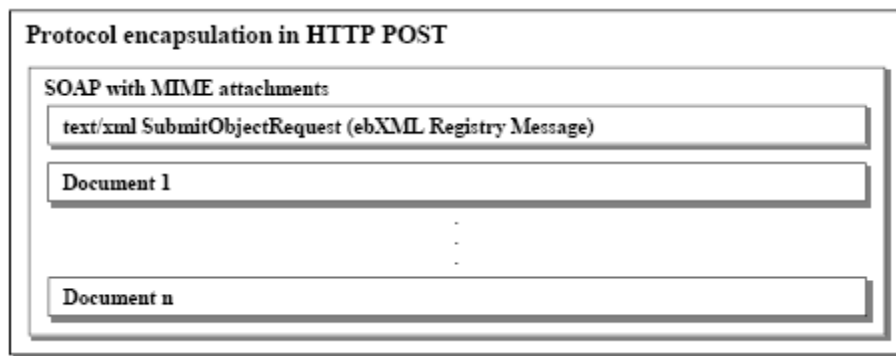 Protocol encapsulation in HTTP POST
SOAP with MIME attachments
text/xml SubmitObjectRequest (ebXML Registry Message)
Document 1
.
.
.
Document n